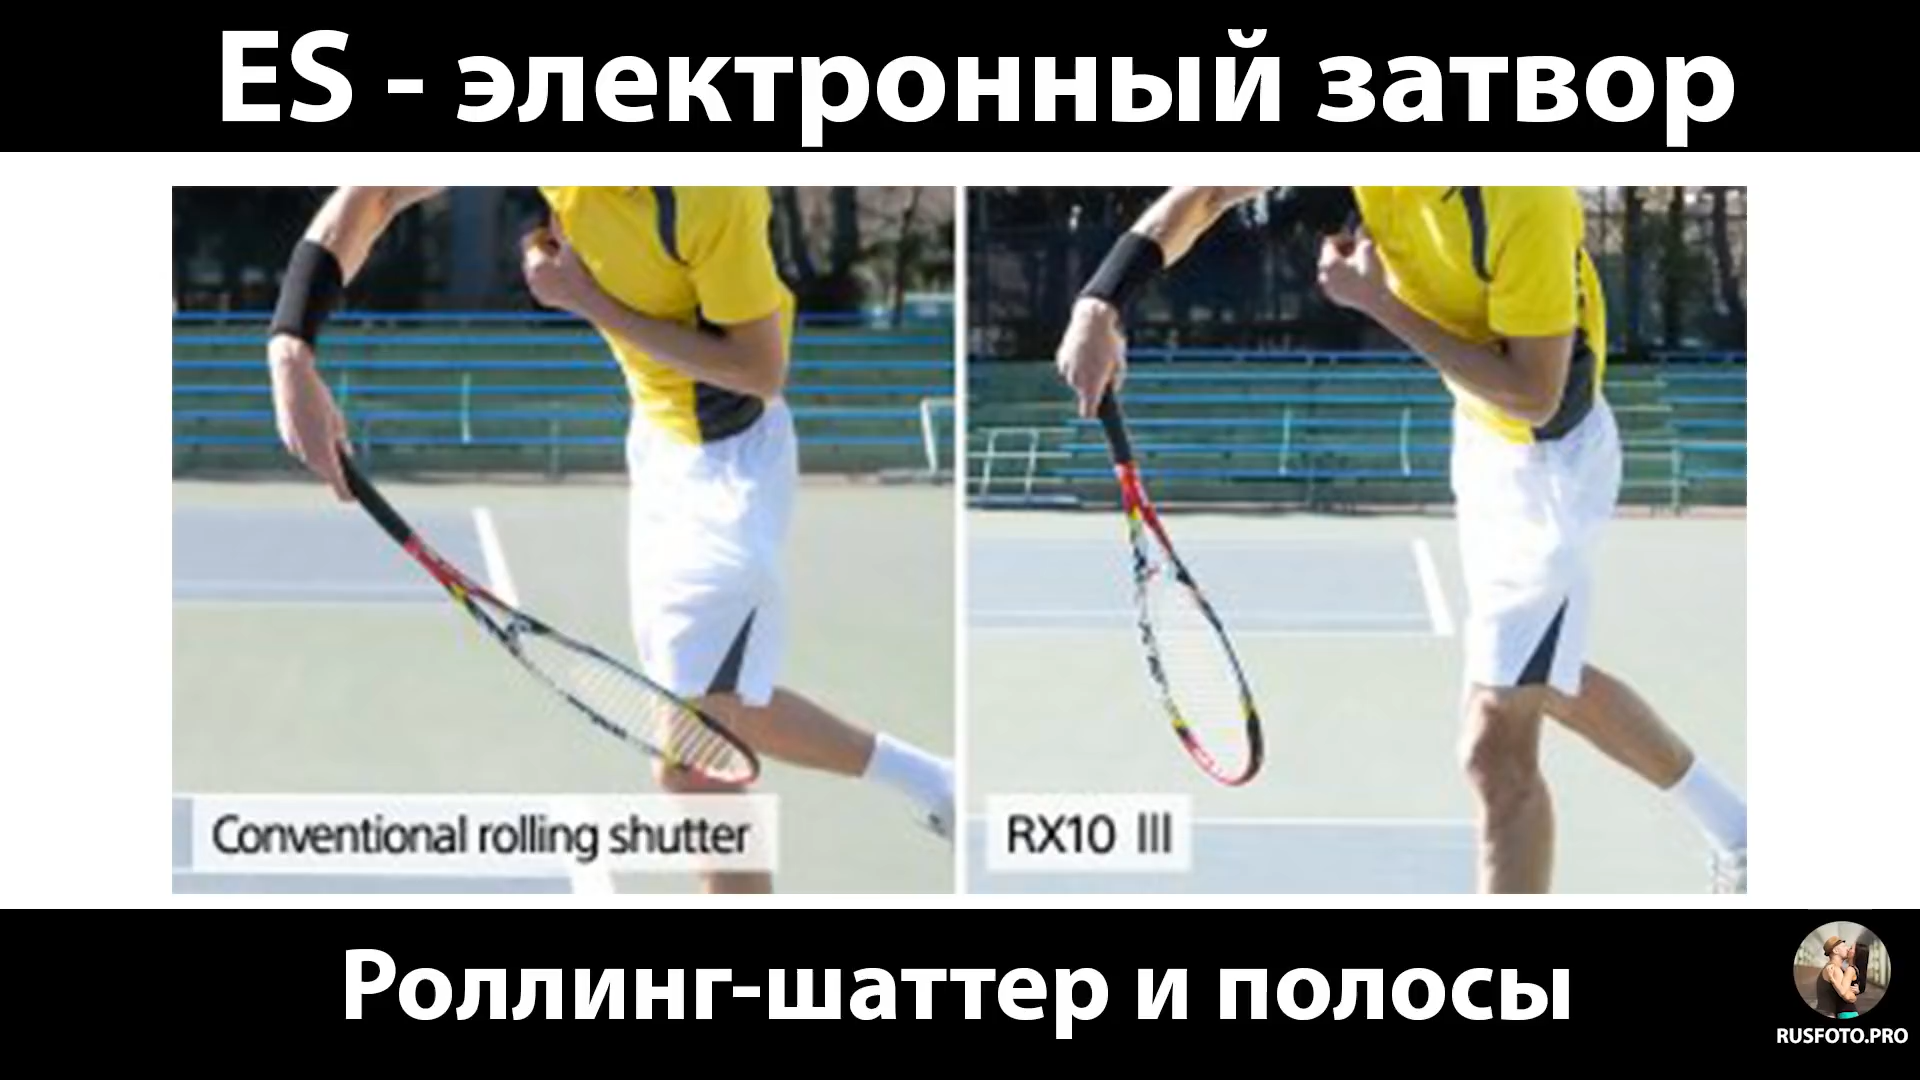 ES - электронный затвор
Conventional rolling shutter
RX10 III
Роллинг-шаттер и полосы
RUSFOTO.PRO